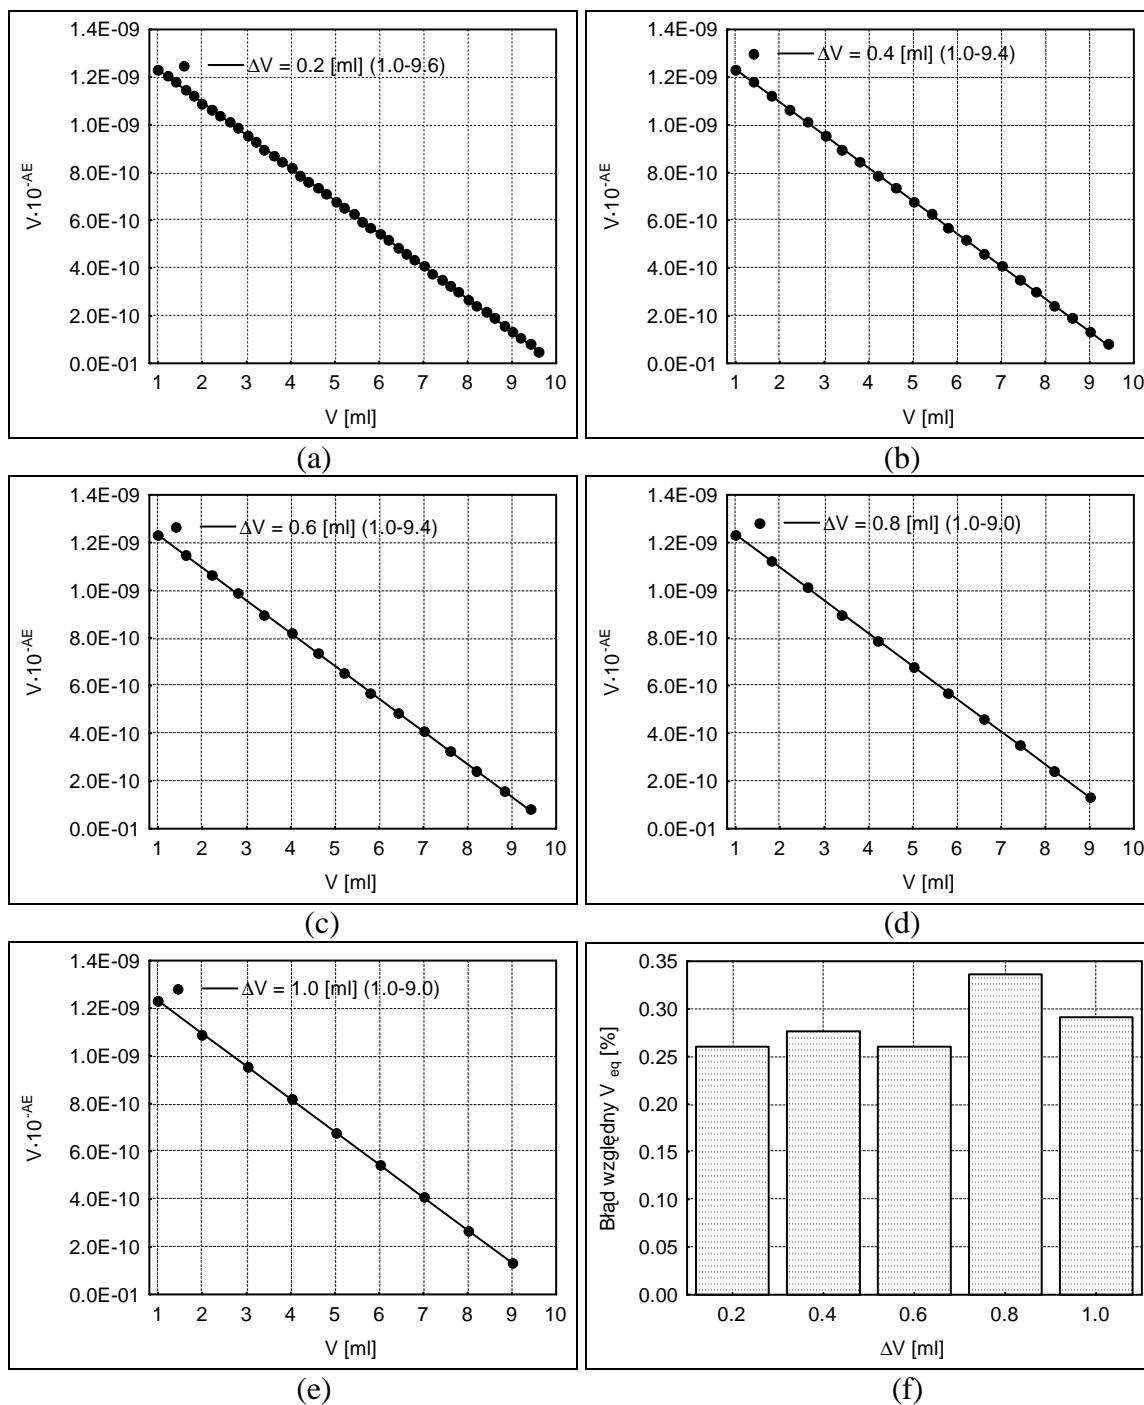 1.4E-09
1.2E-09
1.0E-09
8.0E-10
6.0E-10
4.0E-10
2.0E-10
0.0E-01
V·10-AE
ΔV = 0.2 [ml] (1.0-9.6)
1 2 3 4 5 6 7 8 9 10
V [ml]
(a)
1.4E-09
1.2E-09
1.0E-09
8.0E-10
6.0E-10
4.0E-10
2.0E-10
0.0E-01
V·10-AE
ΔV = 0.4 [ml] (1.0-9.4)
1 2 3 4 5 6 7 8 9 10
V [ml]
(b)
1.4E-09
1.2E-09
1.0E-09
8.0E-10
6.0E-10
4.0E-10
2.0E-10
0.0E-01
V·10-AE
ΔV = 0.6 [ml] (1.0-9.4)
1 2 3 4 5 6 7 8 9 10
V [ml]
(c)
1.4E-09
1.2E-09
1.0E-09
8.0E-10
6.0E-10
4.0E-10
2.0E-10
0.0E-01
V·10-AE
ΔV = 0.8 [ml] (1.0-9.0)
1 2 3 4 5 6 7 8 9 10
V [ml]
(d)
1.4E-09
1.2E-09
1.0E-09
8.0E-10
6.0E-10
4.0E-10
2.0E-10
0.0E-01
V·10-AE
ΔV = 1.0 [ml] (1.0-9.0)
1 2 3 4 5 6 7 8 9 10
V [ml]
(e)
0.35
0.30
0.25
0.20
0.15
0.10
0.05
0.00
Błąd względny V eq [%]
0.2 0.4 0.6 0.8 1.0
ΔV [ml]
(f)